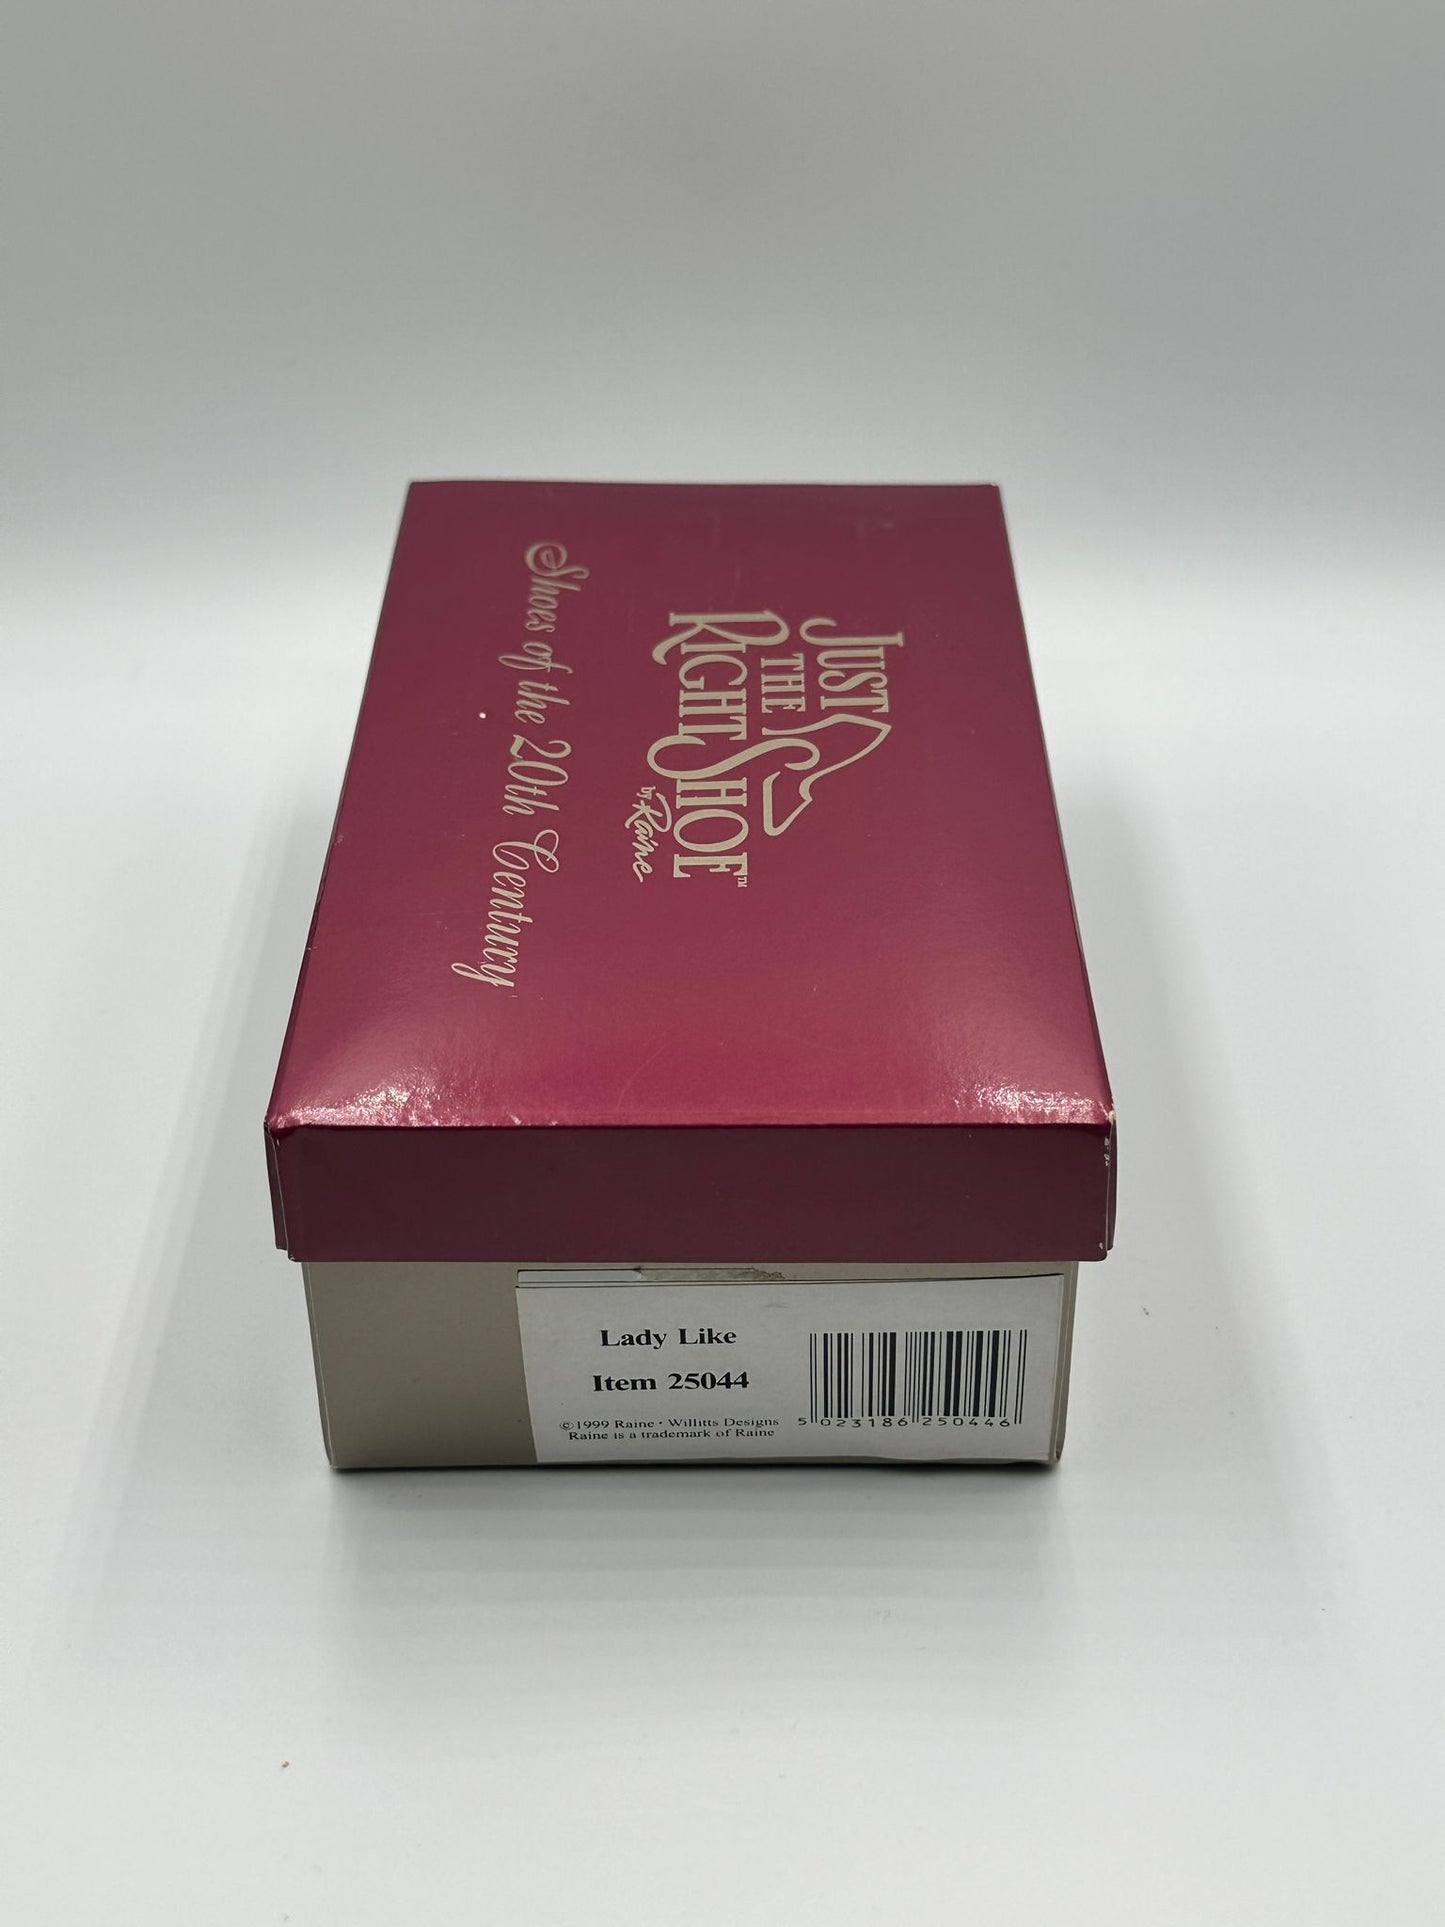 JUST
THE
RIGHT SHOE™
by Raine
Shoes of the 20th Century
Lady Like
Item 25044
©1999 Raine • Willitts Designs
Raine is a trademark of Raine
5 023186 250446